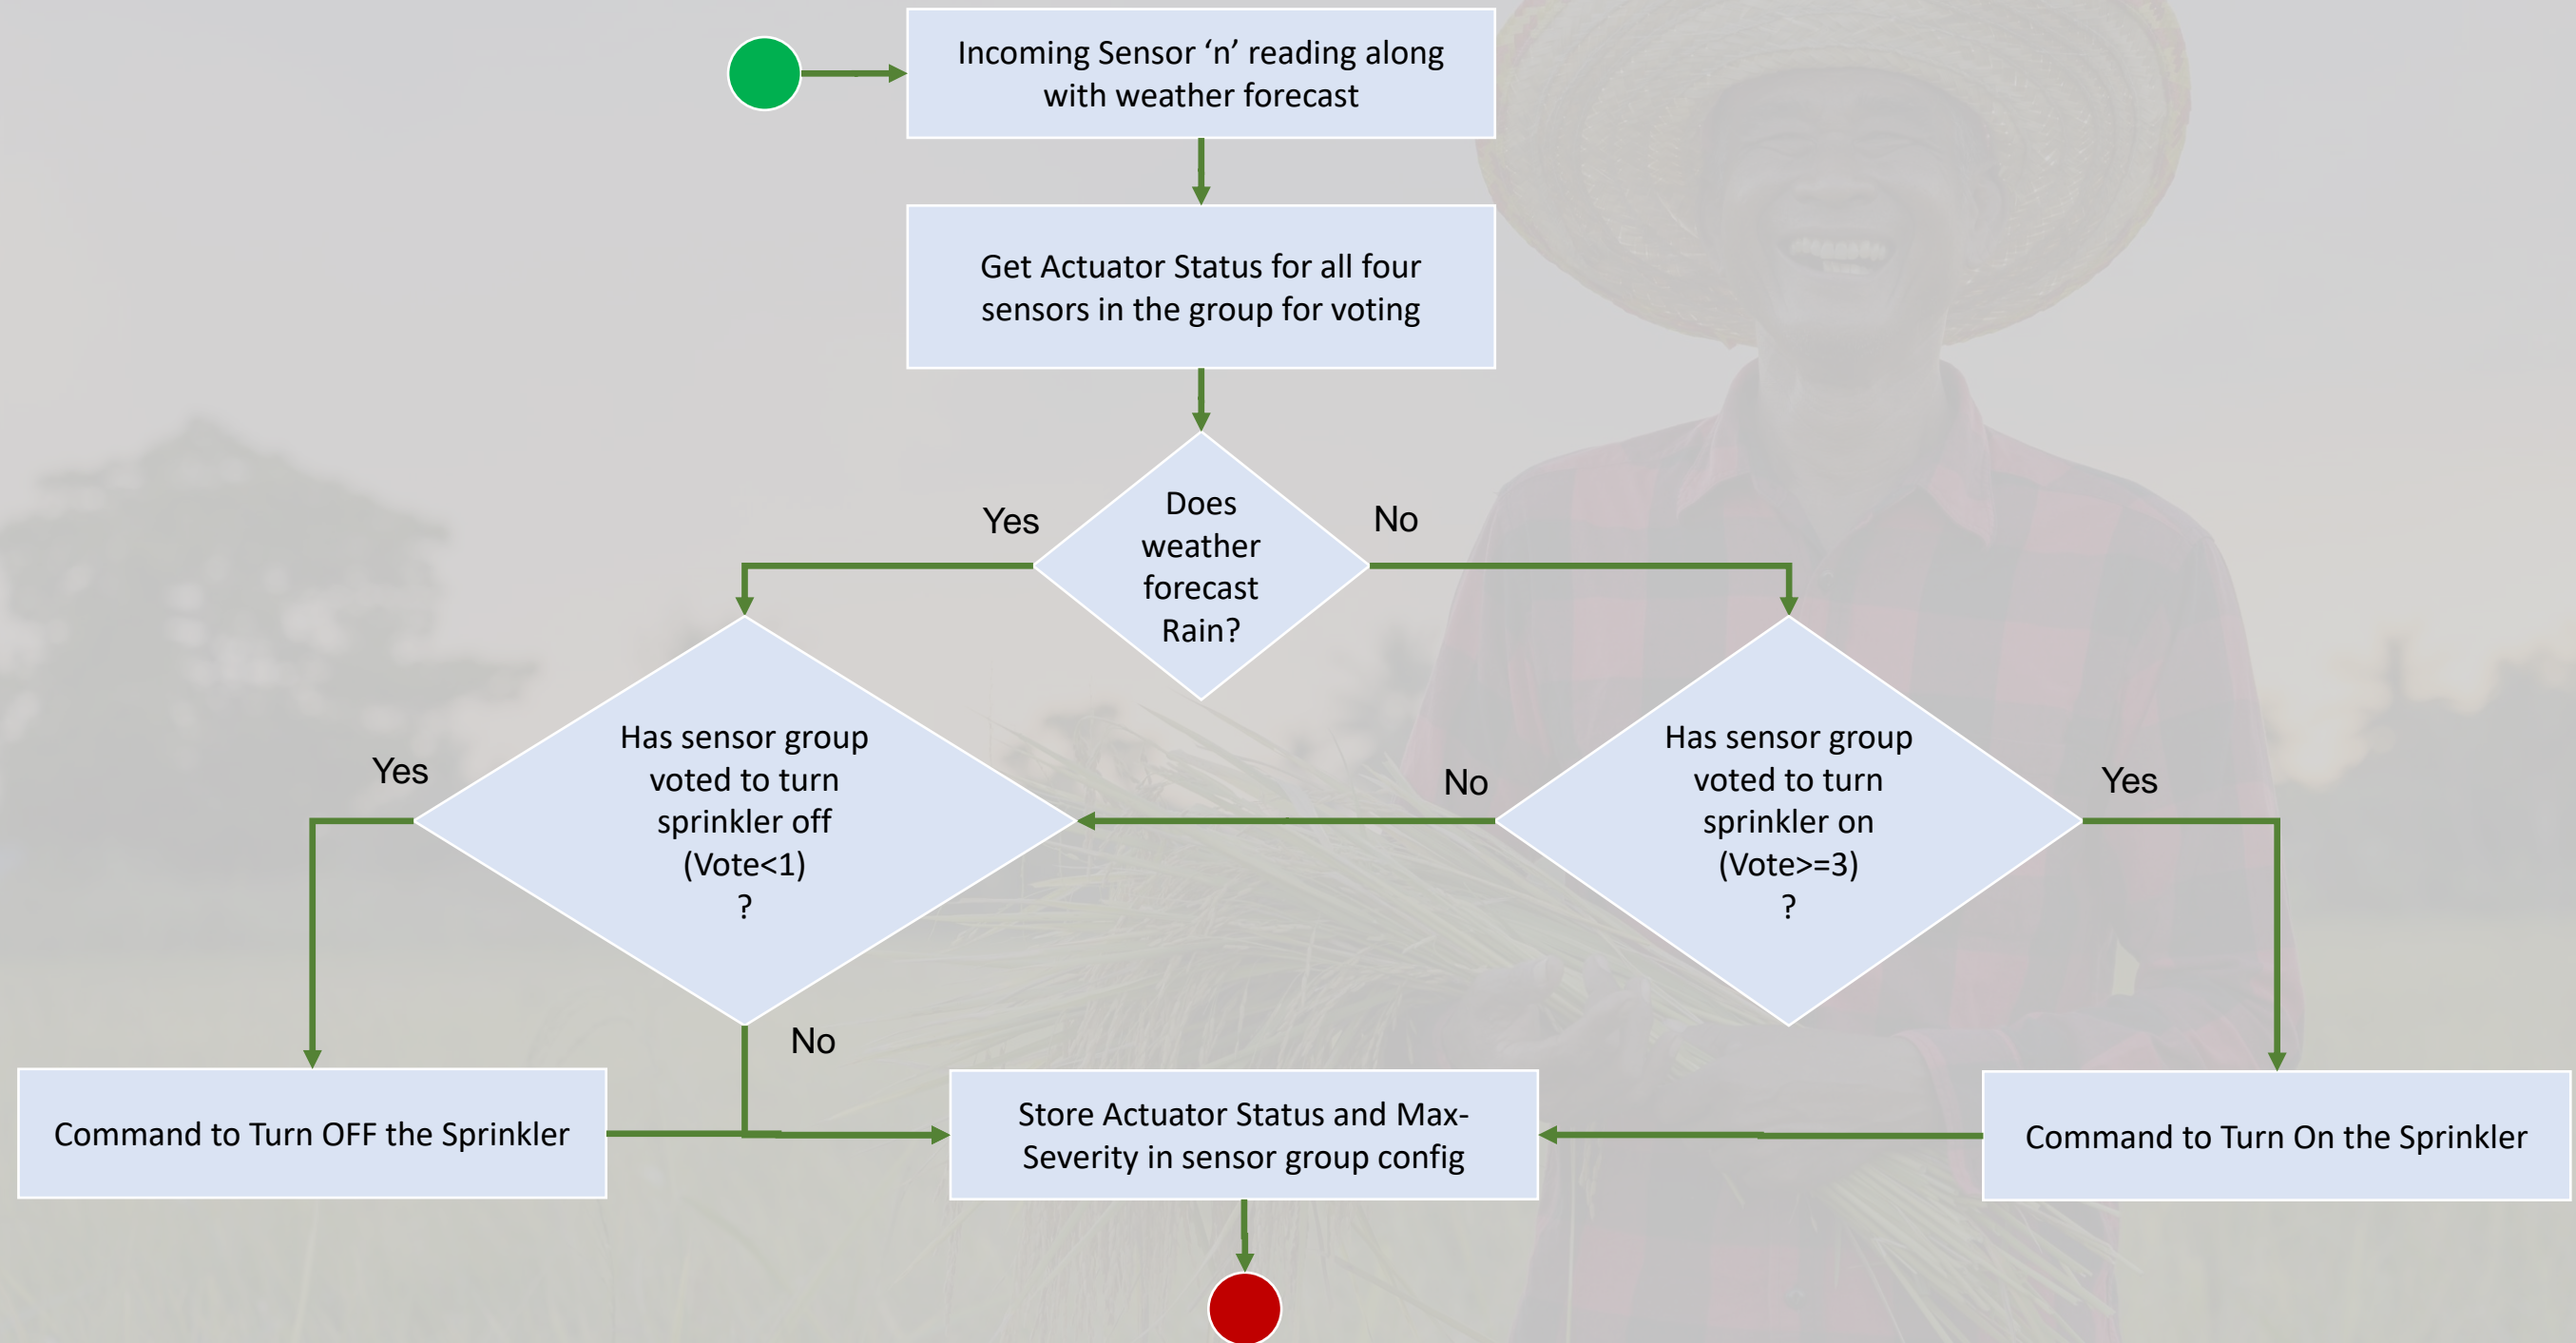 Incoming Sensor ‘n’ reading along
with weather forecast
Get Actuator Status for all four
sensors in the group for voting
Does
weather
forecast
Rain?
Yes
No
Has sensor group
voted to turn
sprinkler off
(Vote<1)
?
Yes
No
Has sensor group
voted to turn
sprinkler on
(Vote>=3)
?
No
Yes
Command to Turn OFF the Sprinkler
Store Actuator Status and Max-
Severity in sensor group config
Command to Turn On the Sprinkler